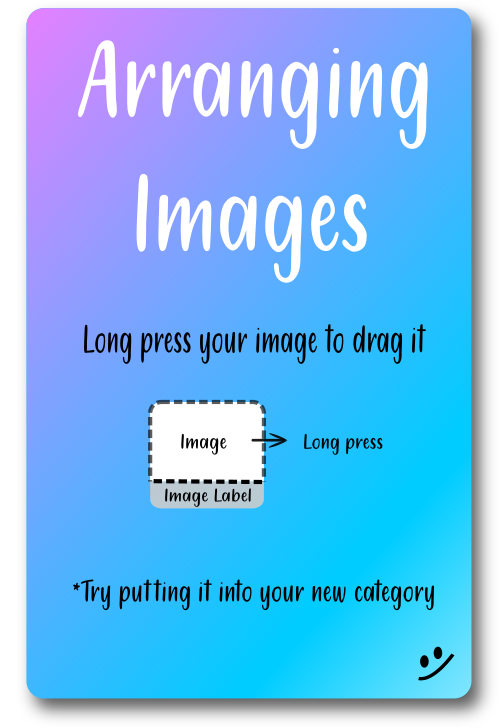 Arranging
Images
Long press your image to drag it
Image
Long press
Image Label
*Try putting it into your new category